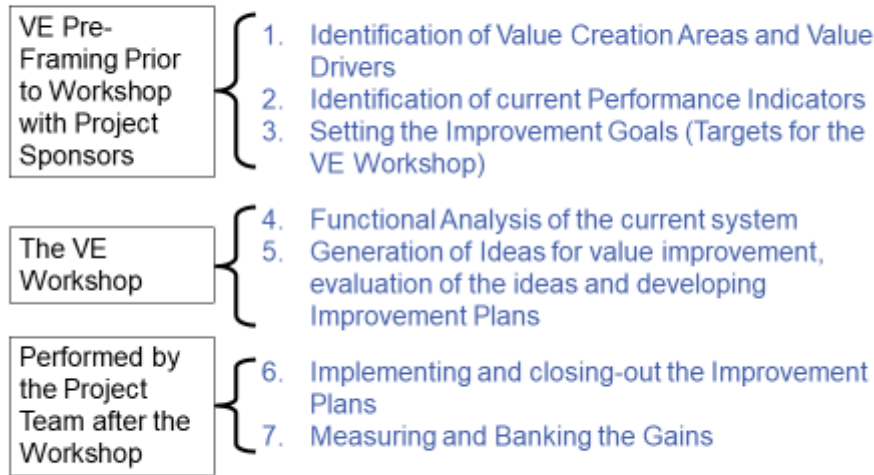 VE Pre-
Framing Prior
to Workshop
with Project
Sponsors
1. Identification of Value Creation Areas and Value
Drivers
2. Identification of current Performance Indicators
3. Setting the Improvement Goals (Targets for the
VE Workshop)
The VE
Workshop
4. Functional Analysis of the current system
5. Generation of Ideas for value improvement,
evaluation of the ideas and developing
Improvement Plans
Performed by
the Project
Team after the
Workshop
6. Implementing and closing-out the Improvement
Plans
7. Measuring and Banking the Gains